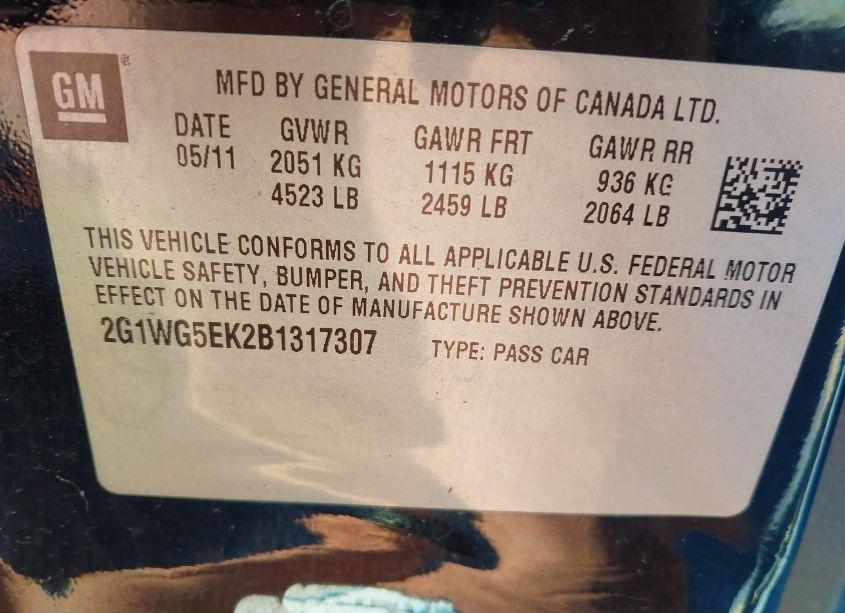 GM®
MFD BY GENERAL MOTORS OF CANADA LTD.
DATE GVWR GAWR FRT GAWR RR
05/11 2051 KG 1115 KG 936 KG
4523 LB 2459 LB 2064 LB
THIS VEHICLE CONFORMS TO ALL APPLICABLE U.S. FEDERAL MOTOR
VEHICLE SAFETY, BUMPER, AND THEFT PREVENTION STANDARDS IN
EFFECT ON THE DATE OF MANUFACTURE SHOWN ABOVE.
2G1WG5EK2B1317307 TYPE: PASS CAR